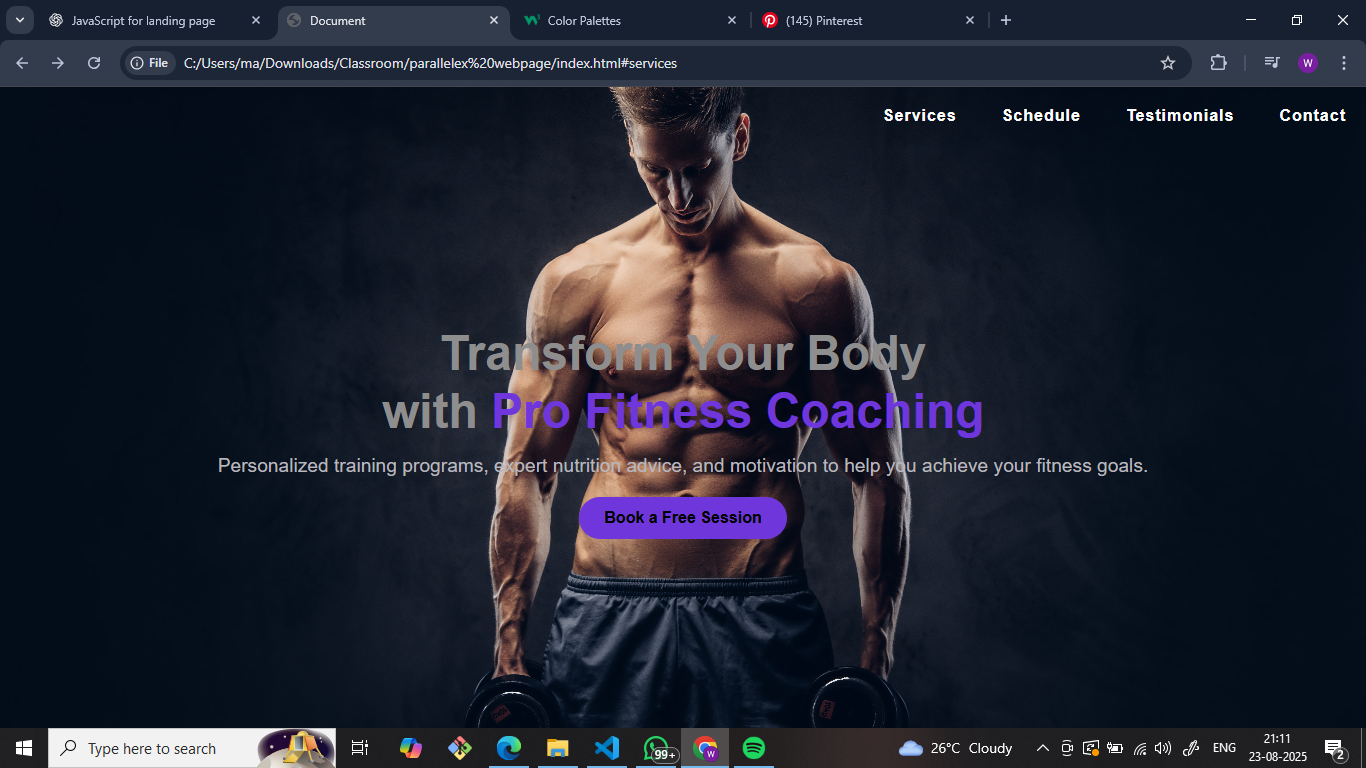 JavaScript for landing page
Document
Color Palettes
(145) Pinterest
File
C:/Users/ma/Downloads/Classroom/parallelex%20webpage/index.html#services
W
Services
Schedule
Testimonials
Contact
Transform Your Body
with Pro Fitness Coaching
Personalized training programs, expert nutrition advice, and motivation to help you achieve your fitness goals.
Book a Free Session
Type here to search
99+
W
26°C Cloudy
ENG
21:11
23-08-2025
2